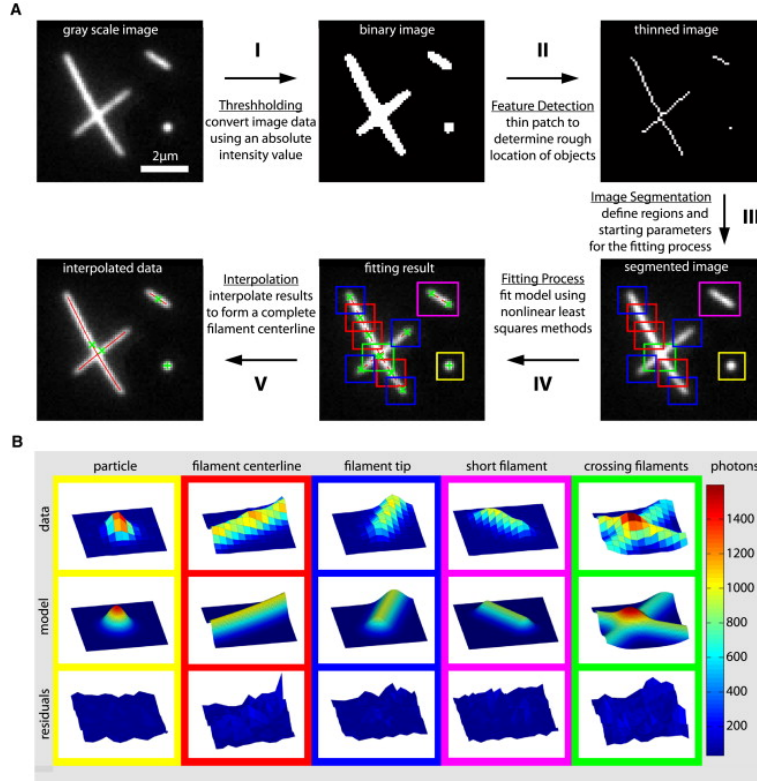 A
gray scale image
2μm
I
Threshholding
convert image data
using an absolute
intensity value
binary image
II
Feature Detection
thin patch to
determine rough
location of objects
thinned image
Image Segmentation
define regions and
starting parameters
for the fitting process
III
segmented image
Fitting Process
fit model using
nonlinear least
squares methods
IV
fitting result
Interpolation
interpolate results
to form a complete
filament centerline
V
interpolated data
B
particle
filament centerline
filament tip
short filament
crossing filaments
photons
data
model
residuals
1400
1200
1000
800
600
400
200